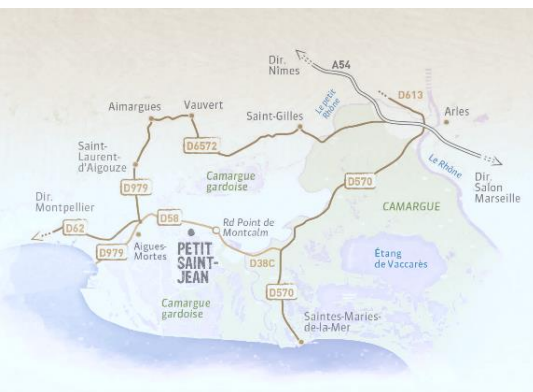 Dir.
Nîmes
A54
D613
Le petit
Rhône
Aimargues
Vauvert
Saint-Gilles
Arles
Saint-
Laurent-
d'Aigouze
D6572
Le Rhône
Camargue
gardoise
D570
Dir.
Salon
Marseille
D979
Dir.
Montpellier
CAMARGUE
D58
D62
Rd Point de
Montcalm
Aigues-
Mortes
D979
PETIT
SAINT-
JEAN
D38C
Étang
de Vaccarès
D570
Camargue
gardoise
Saintes-Maries-
de-la-Mer